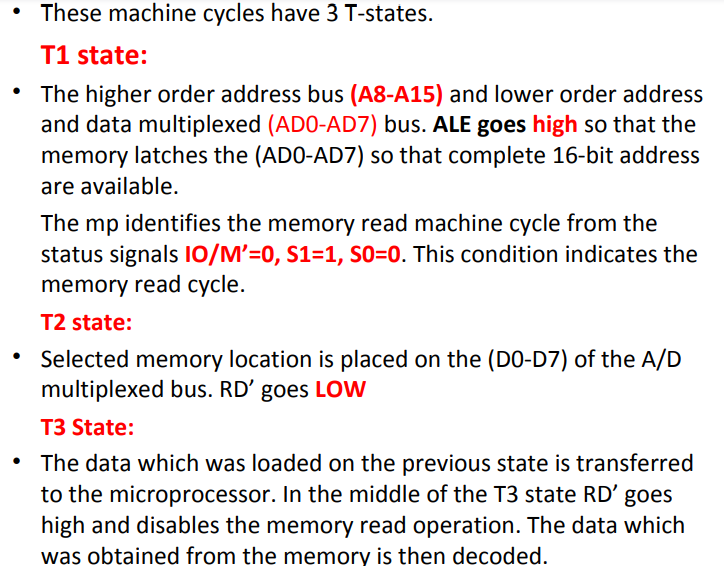 • These machine cycles have 3 T-states.
T1 state:
• The higher order address bus (A8-A15) and lower order address
and data multiplexed (AD0-AD7) bus. ALE goes high so that the
memory latches the (AD0-AD7) so that complete 16-bit address
are available.
The mp identifies the memory read machine cycle from the
status signals IO/M’=0, S1=1, S0=0. This condition indicates the
memory read cycle.
T2 state:
• Selected memory location is placed on the (D0-D7) of the A/D
multiplexed bus. RD’ goes LOW
T3 State:
• The data which was loaded on the previous state is transferred
to the microprocessor. In the middle of the T3 state RD’ goes
high and disables the memory read operation. The data which
was obtained from the memory is then decoded.